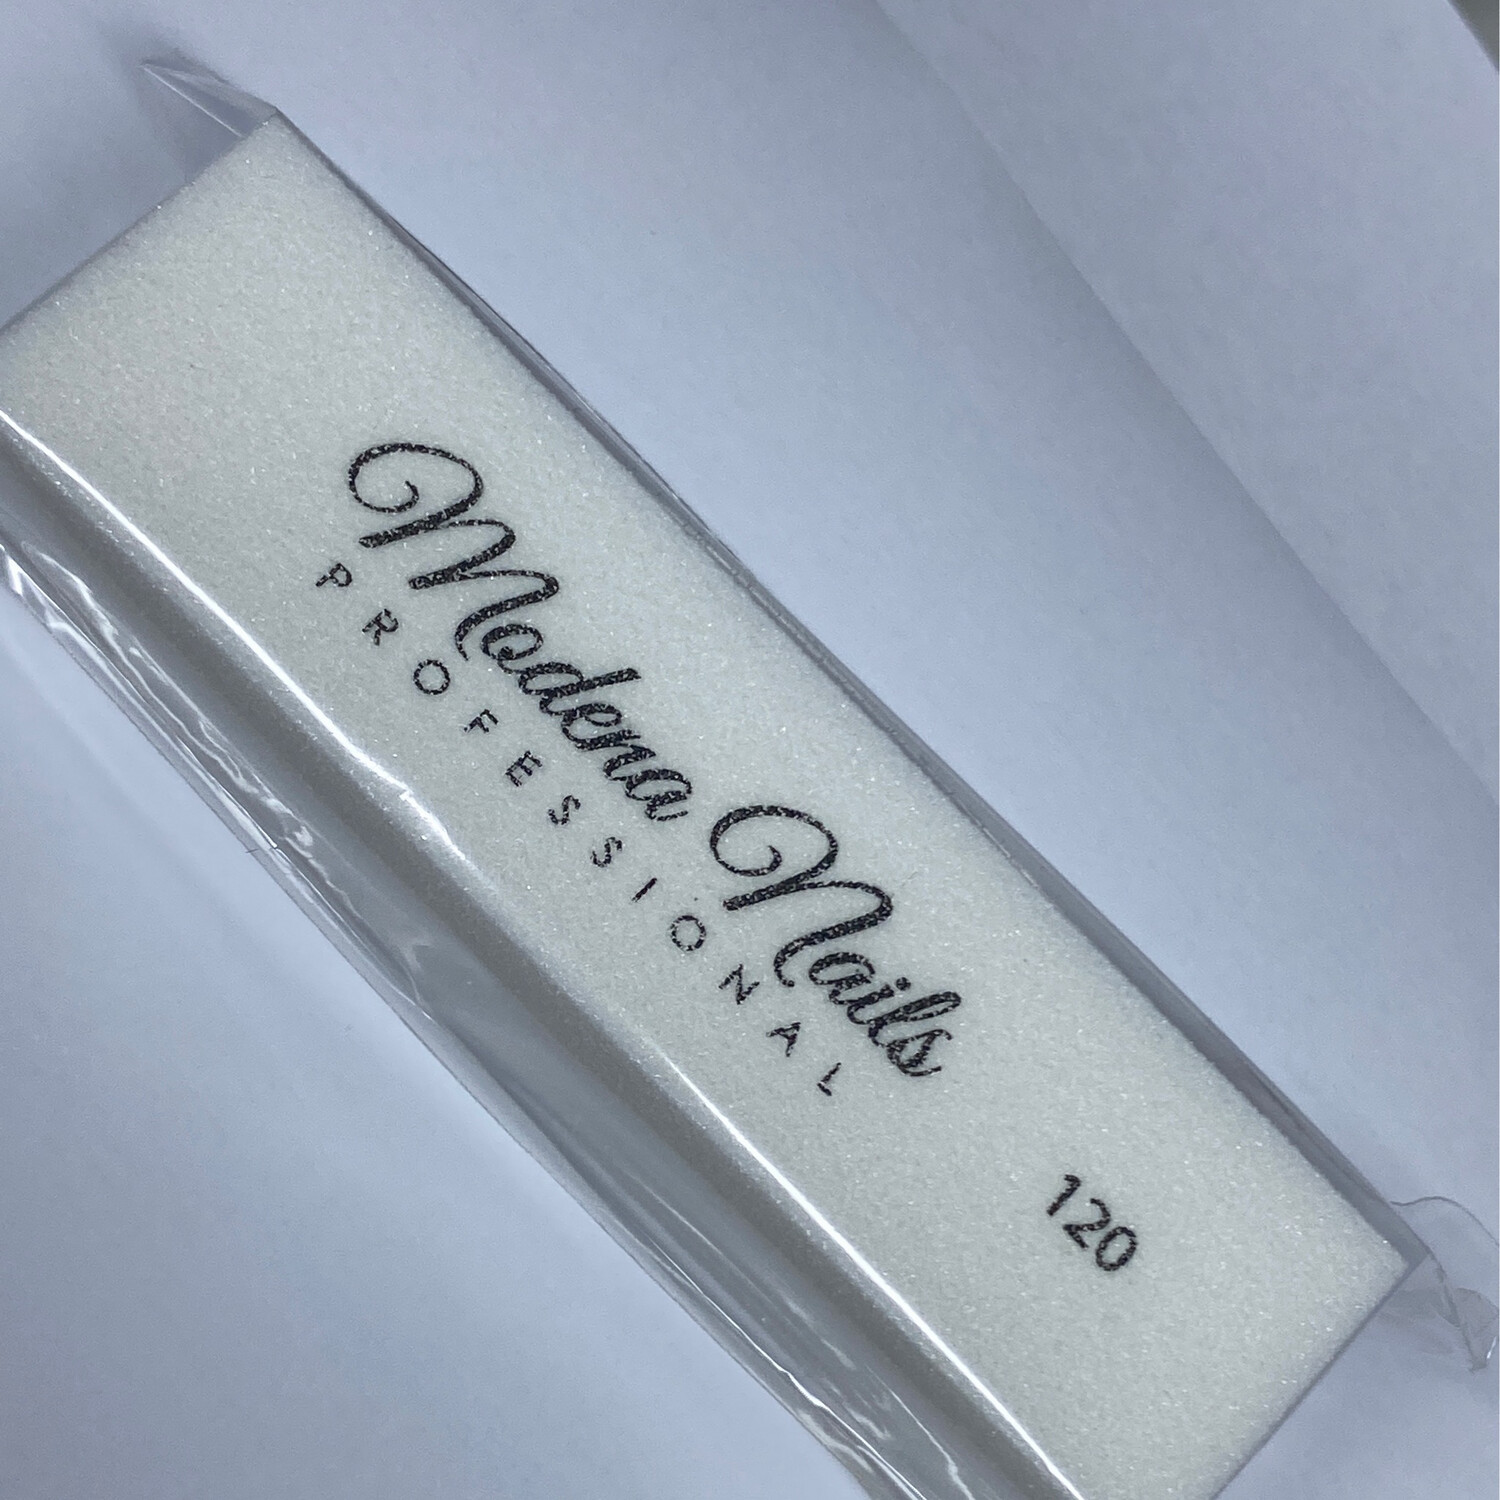 Modena Nails
PROFESSIONAL
120